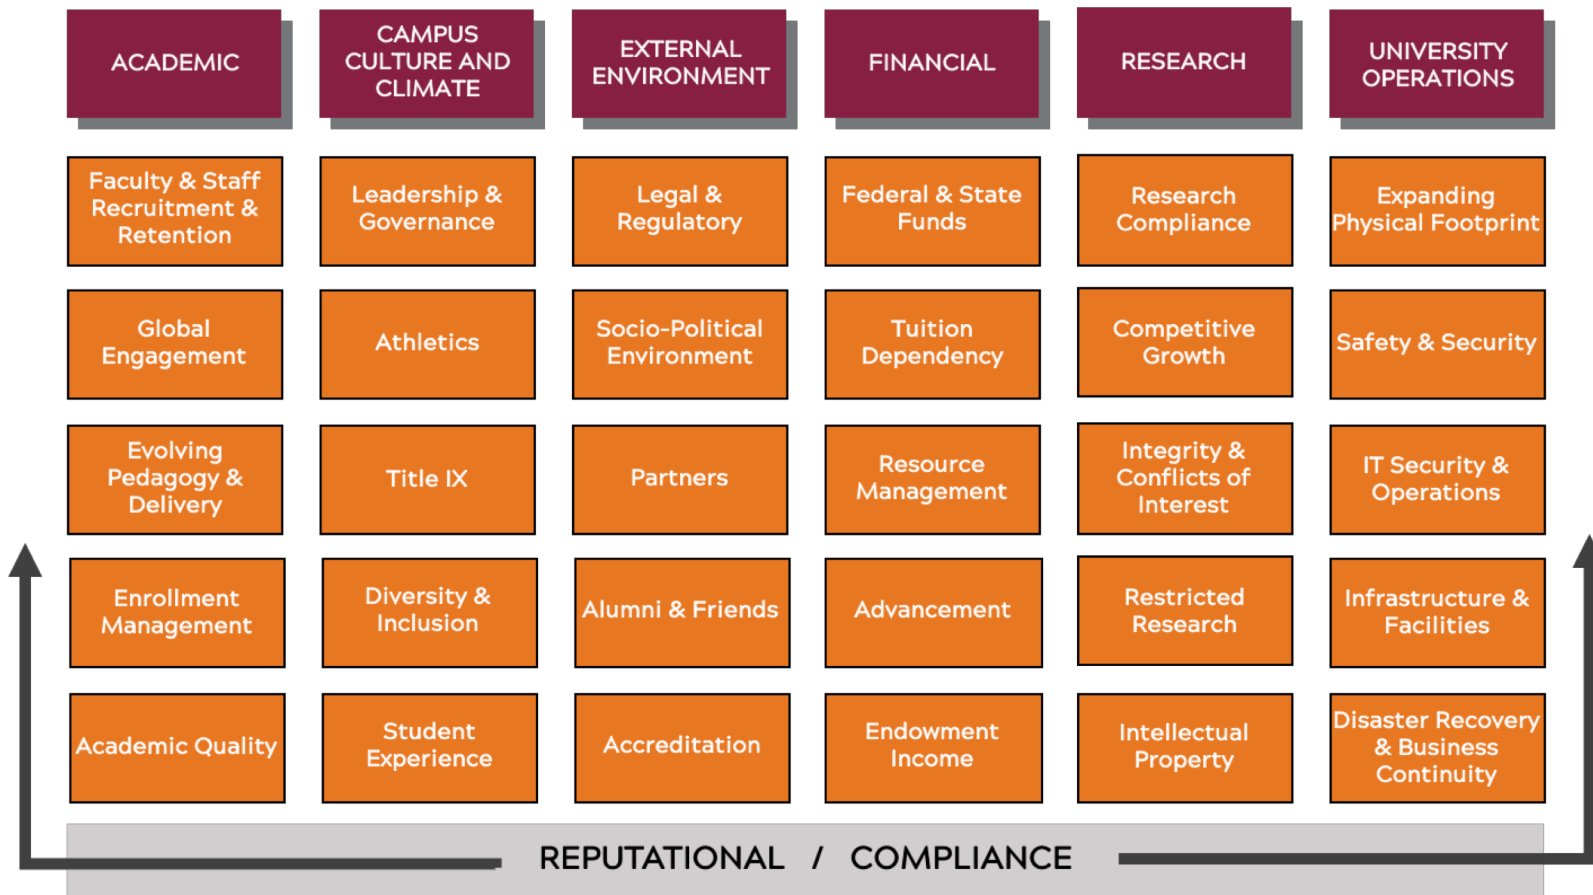 ACADEMIC
CAMPUS
CULTURE AND
CLIMATE
EXTERNAL
ENVIRONMENT
FINANCIAL
RESEARCH
UNIVERSITY
OPERATIONS
Faculty & Staff
Recruitment &
Retention
Leadership &
Governance
Legal &
Regulatory
Federal & State
Funds
Research
Compliance
Expanding
Physical Footprint
Global
Engagement
Athletics
Socio-Political
Environment
Tuition
Dependency
Competitive
Growth
Safety & Security
Evolving
Pedagogy &
Delivery
Title IX
Partners
Resource
Management
Integrity &
Conflicts of
Interest
IT Security &
Operations
Enrollment
Management
Diversity &
Inclusion
Alumni & Friends
Advancement
Restricted
Research
Infrastructure &
Facilities
Academic Quality
Student
Experience
Accreditation
Endowment
Income
Intellectual
Property
Disaster Recovery
& Business
Continuity
REPUTATIONAL / COMPLIANCE